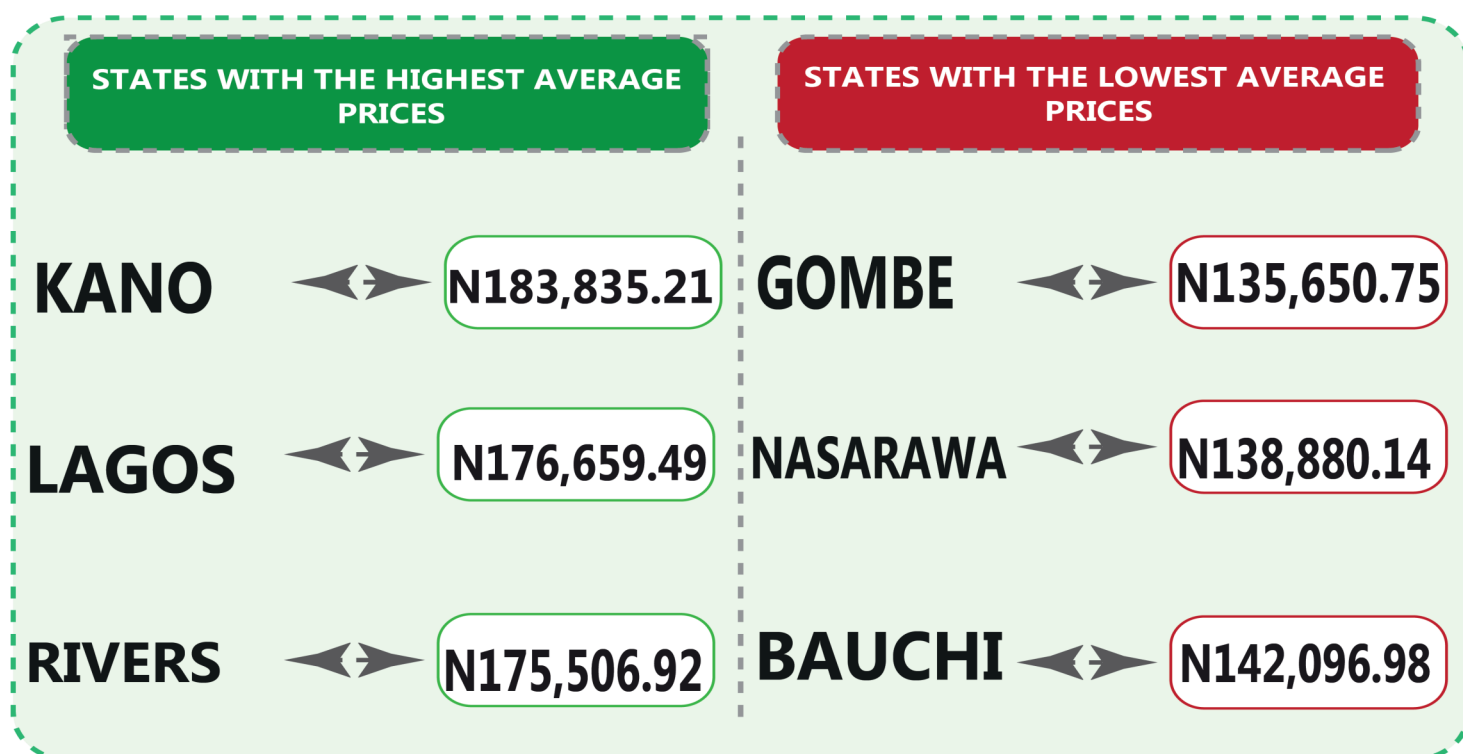 STATES WITH THE HIGHEST AVERAGE
PRICES
KANO
N183,835.21
LAGOS
N176,659.49
RIVERS
N175,506.92
STATES WITH THE LOWEST AVERAGE
PRICES
GOMBE
N135,650.75
NASARAWA
N138,880.14
BAUCHI
N142,096.98